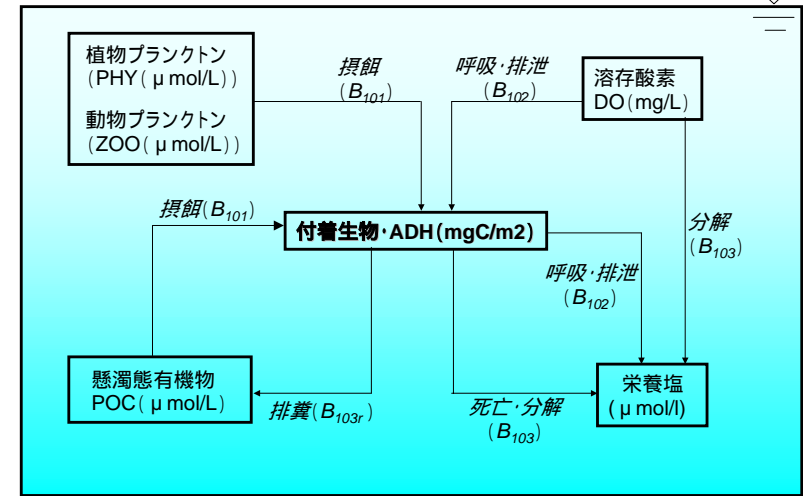 植物プランクトン
(PHY(μmol/L))
動物プランクトン
(ZOO(μmol/L))
摂餌
(B101)
呼吸・排泄
(B102)
溶存酸素
DO(mg/L)
摂餌(B101)
付着生物・ADH(mgC/m2)
分解
(B103)
呼吸・排泄
(B102)
懸濁態有機物
POC(μmol/L)
排糞(B103r)
死亡・分解
(B103)
栄養塩
(μmol/l)